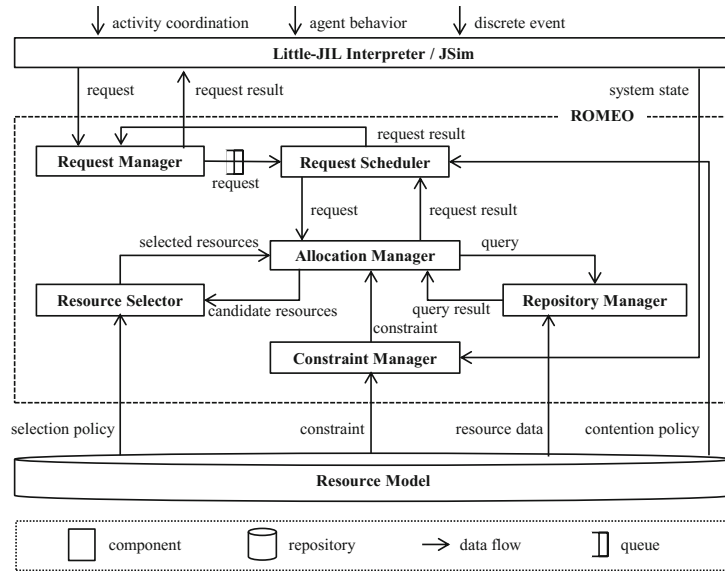 activity coordination
agent behavior
discrete event
Little-JIL Interpreter / JSim
request
request result
system state
ROMEO
request result
Request Manager
Request Scheduler
request
request
request result
selected resources
Allocation Manager
query
Resource Selector
candidate resources
query result
Repository Manager
constraint
Constraint Manager
selection policy
constraint
resource data
contention policy
Resource Model
component
repository
data flow
queue